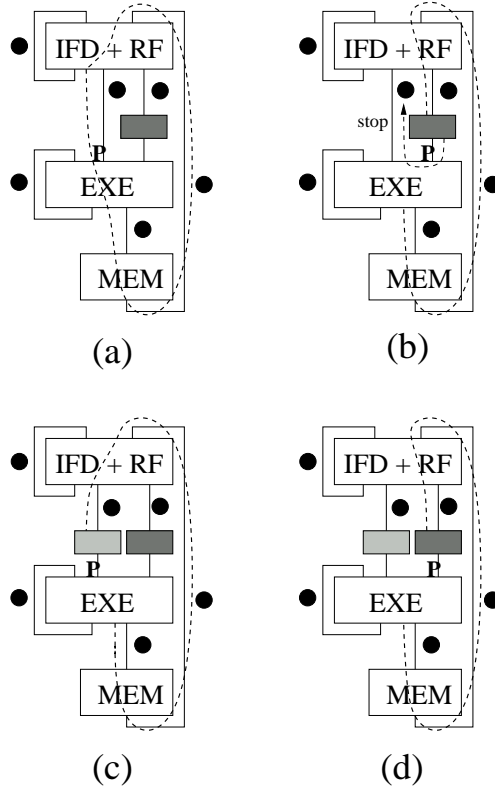 IFD + RF
P
EXE
MEM
(a)
IFD + RF
stop
P
EXE
MEM
(b)
IFD + RF
P
EXE
MEM
(c)
IFD + RF
P
EXE
MEM
(d)